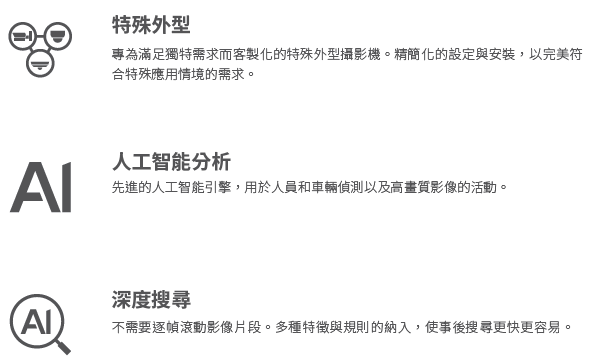 特殊外型
專為滿足獨特需求而客製化的特殊外型攝影機。精簡化的設定與安裝，以完美符
合特殊應用情境的需求。
AI
人工智能分析
先進的人工智能引擎，用於人員和車輛偵測以及高畫質影像的活動。
AI
深度搜尋
不需要逐幀滾動影像片段。多種特徵與規則的納入，使事後搜尋更快更容易。